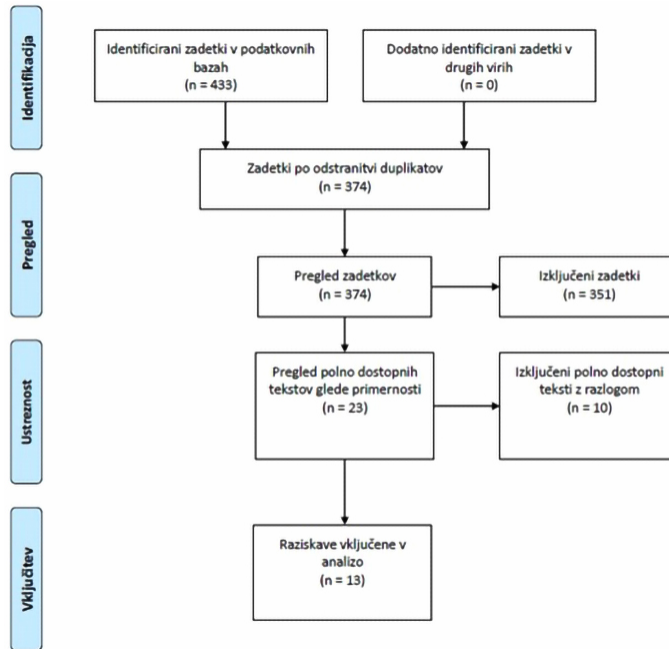 Identifikacija
Identificirani zadetki v podatkovnih
bazah
(n = 433)
Dodatno identificirani zadetki v
drugih virih
(n = 0)
Zadetki po odstranitvi duplikatov
(n = 374)
Pregled
Pregled zadetkov
(n = 374)
Izključeni zadetki
(n = 351)
Ustreznost
Pregled polno dostopnih
tekstov glede primernosti
(n = 23)
Izključeni polno dostopni
teksti z razlogom
(n = 10)
Vključitev
Raziskave vključene v
analizo
(n = 13)